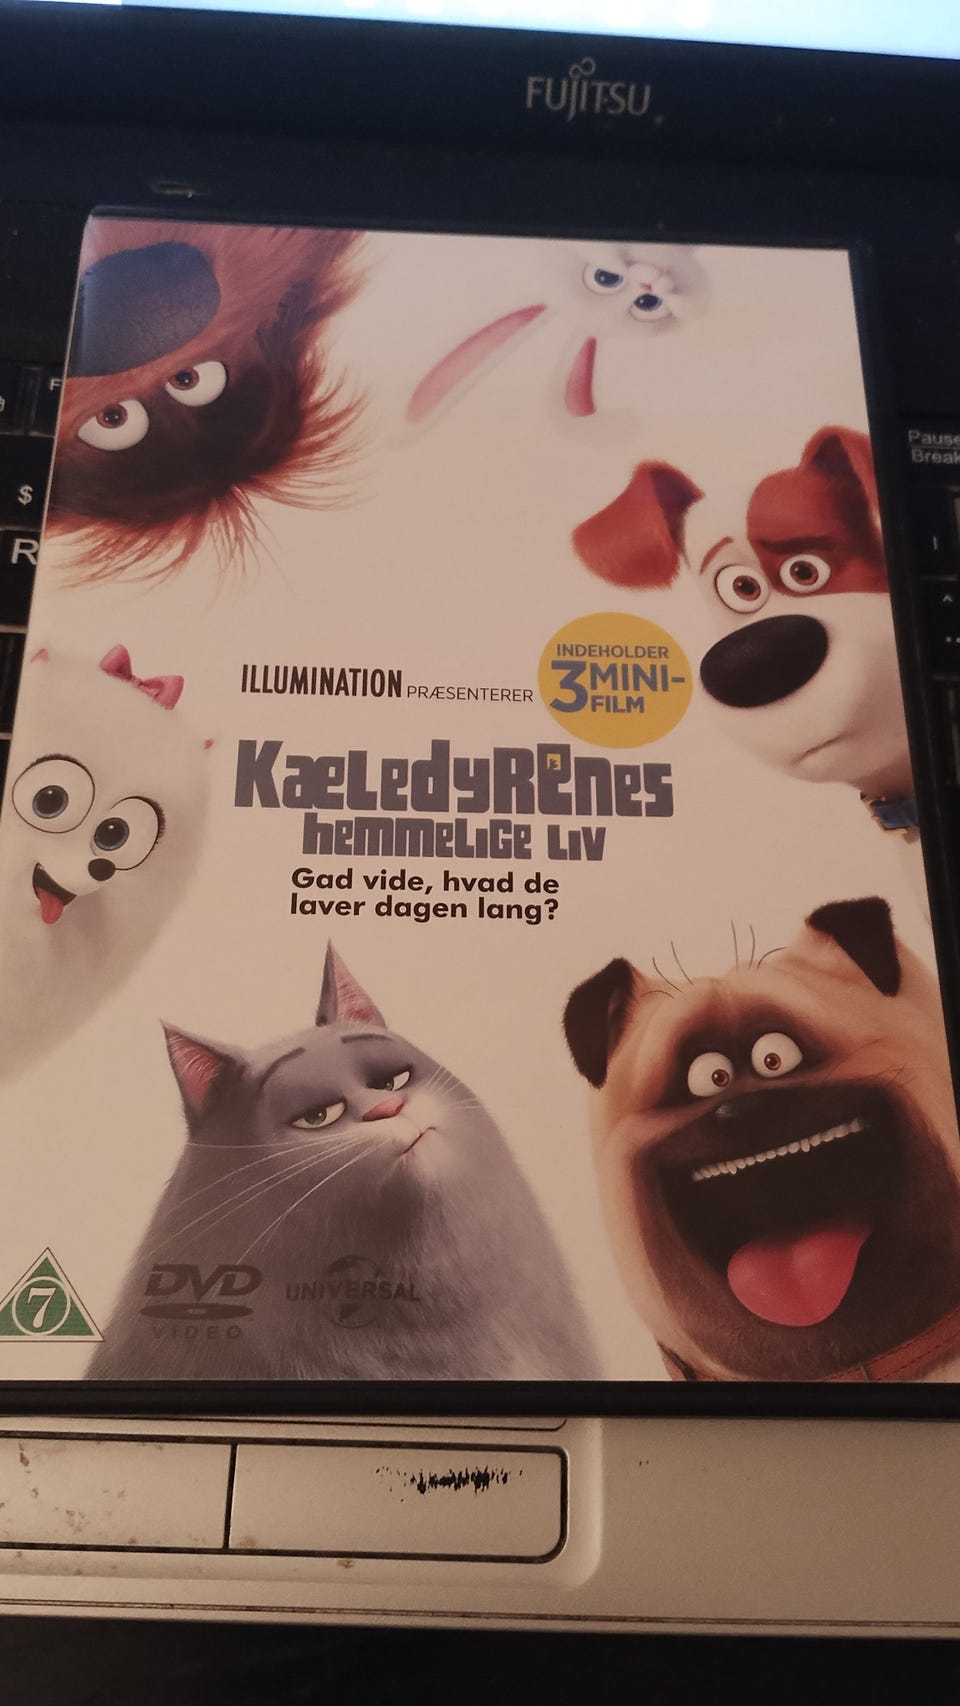 FUJITSU
F
$
R
Pause
Break
INDEHOLDER
3 MINI-
FILM
ILLUMINATION PRÆSENTERER
KæLedyRenes
hemmeLiGe Liv
Gad vide, hvad de
laver dagen lang?
7
DVD
VIDEO
UNIVERSAL